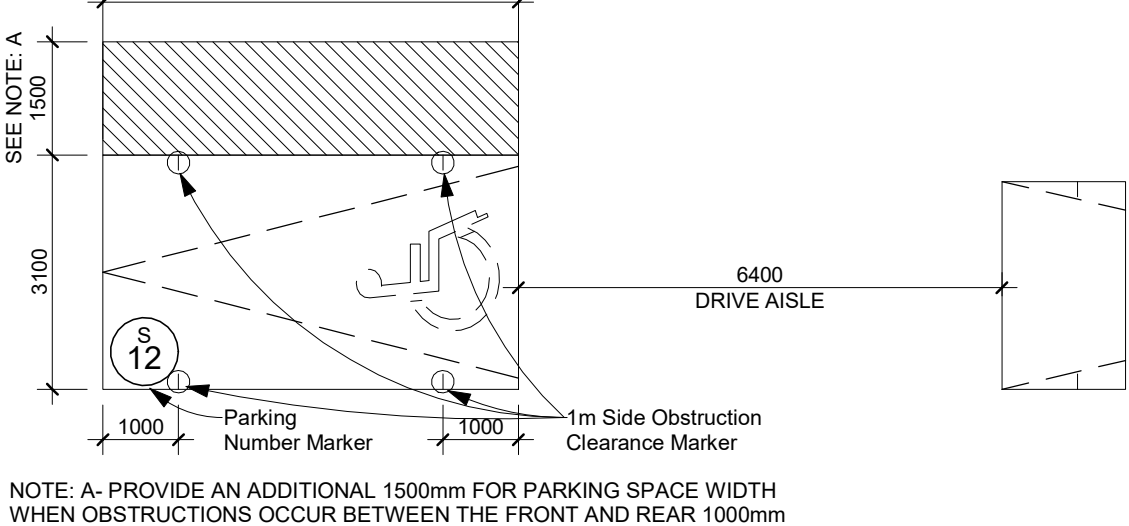 SEE NOTE: A
1500
3100
6400
DRIVE AISLE
S
12
1000
Parking
Number Marker
1000
1m Side Obstruction
Clearance Marker
NOTE: A- PROVIDE AN ADDITIONAL 1500mm FOR PARKING SPACE WIDTH
WHEN OBSTRUCTIONS OCCUR BETWEEN THE FRONT AND REAR 1000mm